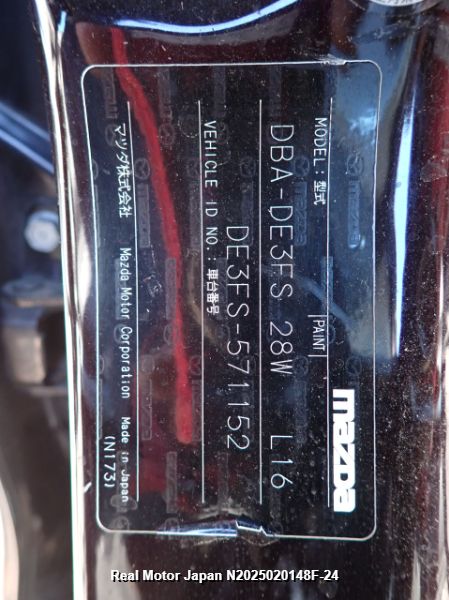 mazda
MODEL: 型式 |PAINT|
DBA-DE3FS 28W L16
VEHICLE ID NO.: 車台番号
DE3FS-571152
マツダ株式会社 Mazda Motor Corporation Made in Japan
(N173)
Real Motor Japan N2025020148F-24